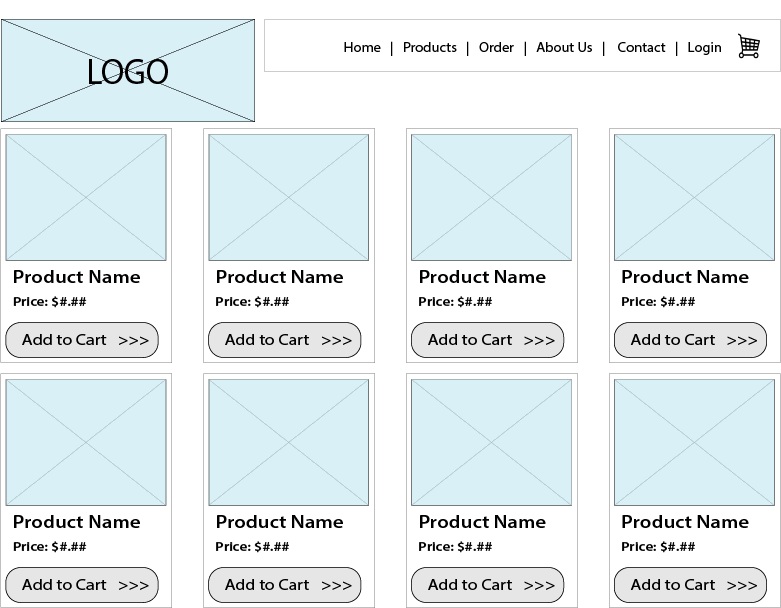 LOGO
Home | Products | Order | About Us | Contact | Login
Product Name Product Name Product Name Product Name
Price: $#.## Price: $#.## Price: $#.## Price: $#.##
Add to Cart >>> Add to Cart >>> Add to Cart >>> Add to Cart >>>
Product Name Product Name Product Name Product Name
Price: $#.## Price: $#.## Price: $#.## Price: $#.##
Add to Cart >>> Add to Cart >>> Add to Cart >>> Add to Cart >>>